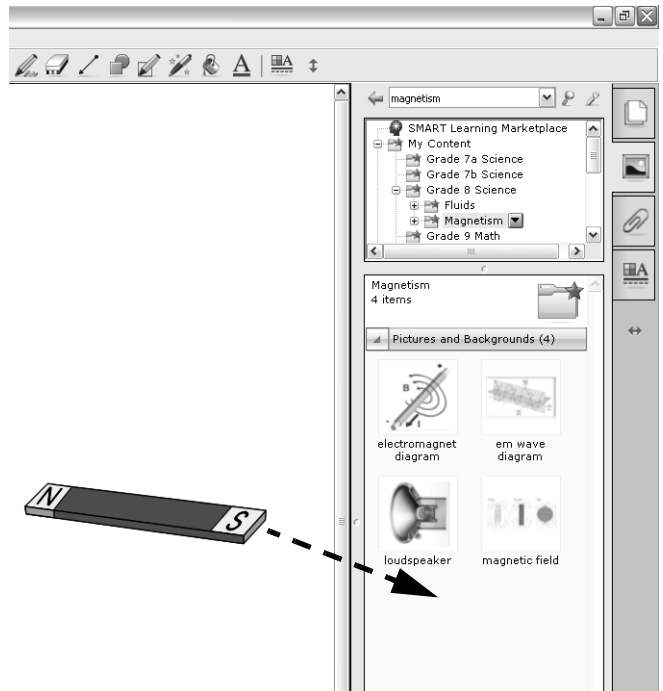 A
A
magnetism
SMART Learning Marketplace
My Content
Grade 7a Science
Grade 7b Science
Grade 8 Science
Fluids
Magnetism
Grade 9 Math
A
Magnetism
4 items
Pictures and Backgrounds (4)
B
I
electromagnet
diagram
em wave
diagram
N
S
loudspeaker
magnetic field